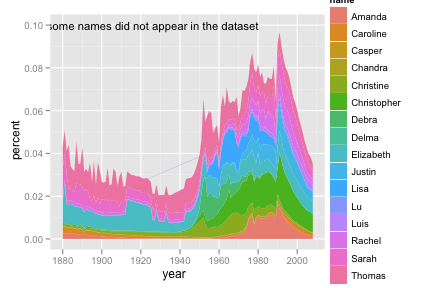 some names did not appear in the dataset
name
0.10
0.08
0.06
0.04
0.02
0.00
percent
1880
1900
1920
1940
1960
1980
2000
year
Amanda
Caroline
Casper
Chandra
Christine
Christopher
Debra
Delma
Elizabeth
Justin
Lisa
Lu
Luis
Rachel
Sarah
Thomas